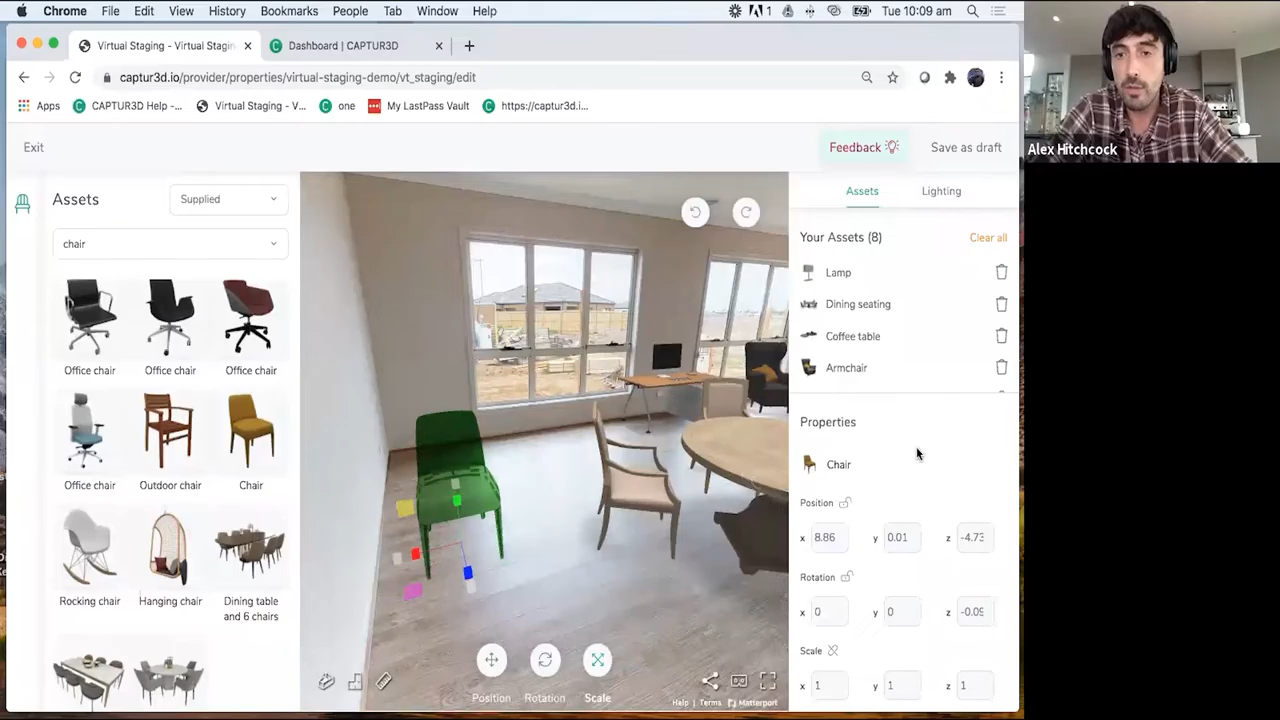 Chrome File Edit View History Bookmarks People Tab Window Help 1 Tue 10:09 am
Virtual Staging - Virtual Stagin Dashboard | CAPTUR3D
captur3d.io/provider/properties/virtual-staging-demo/vt_staging/edit
Apps CAPTUR3D Help -... Virtual Staging - V... one My LastPass Vault https://captur3d.i...
Alex Hitchcock
Exit Feedback Save as draft
Assets Supplied
chair
Office chair Office chair Office chair
Office chair Outdoor chair Chair
Rocking chair Hanging chair Dining table
and 6 chairs
Position Rotation Scale
Help | Terms Matterport
Assets Lighting
Your Assets (8) Clear all
Lamp
Dining seating
Coffee table
Armchair
Properties
Chair
Position
x 8.86 y 0.01 z -4.73
Rotation
x 0 y 0 z -0.09
Scale
x 1 y 1 z 1